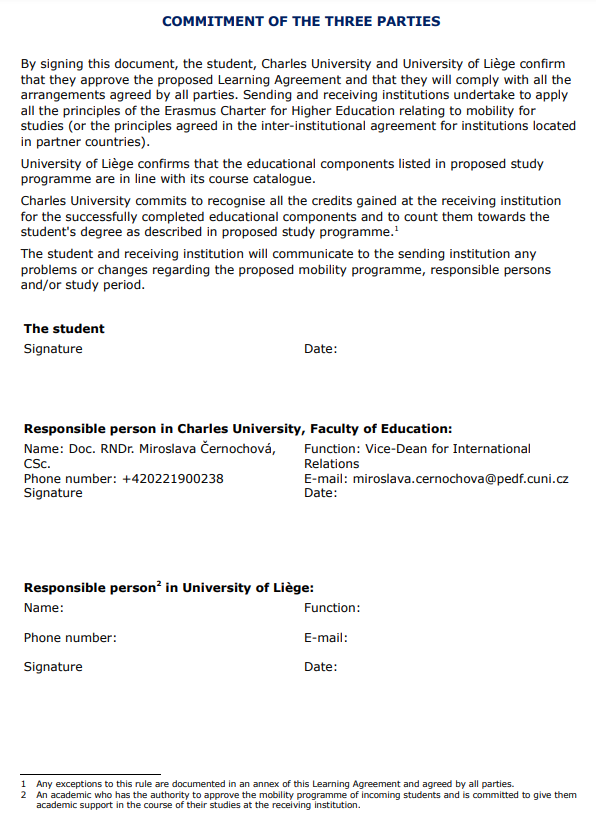 COMMITMENT OF THE THREE PARTIES
By signing this document, the student, Charles University and University of Liège confirm
that they approve the proposed Learning Agreement and that they will comply with all the
arrangements agreed by all parties. Sending and receiving institutions undertake to apply
all the principles of the Erasmus Charter for Higher Education relating to mobility for
studies (or the principles agreed in the inter-institutional agreement for institutions located
in partner countries).
University of Liège confirms that the educational components listed in proposed study
programme are in line with its course catalogue.
Charles University commits to recognise all the credits gained at the receiving institution
for the successfully completed educational components and to count them towards the
student's degree as described in proposed study programme.1
The student and receiving institution will communicate to the sending institution any
problems or changes regarding the proposed mobility programme, responsible persons
and/or study period.
The student
Signature Date:
Responsible person in Charles University, Faculty of Education:
Name: Doc. RNDr. Miroslava Černochová, Function: Vice-Dean for International
CSc. Relations
Phone number: +420221900238 E-mail: miroslava.cernochova@pedf.cuni.cz
Signature Date:
Responsible person2 in University of Liège:
Name: Function:
Phone number: E-mail:
Signature Date:
1 Any exceptions to this rule are documented in an annex of this Learning Agreement and agreed by all parties.
2 An academic who has the authority to approve the mobility programme of incoming students and is committed to give them
academic support in the course of their studies at the receiving institution.